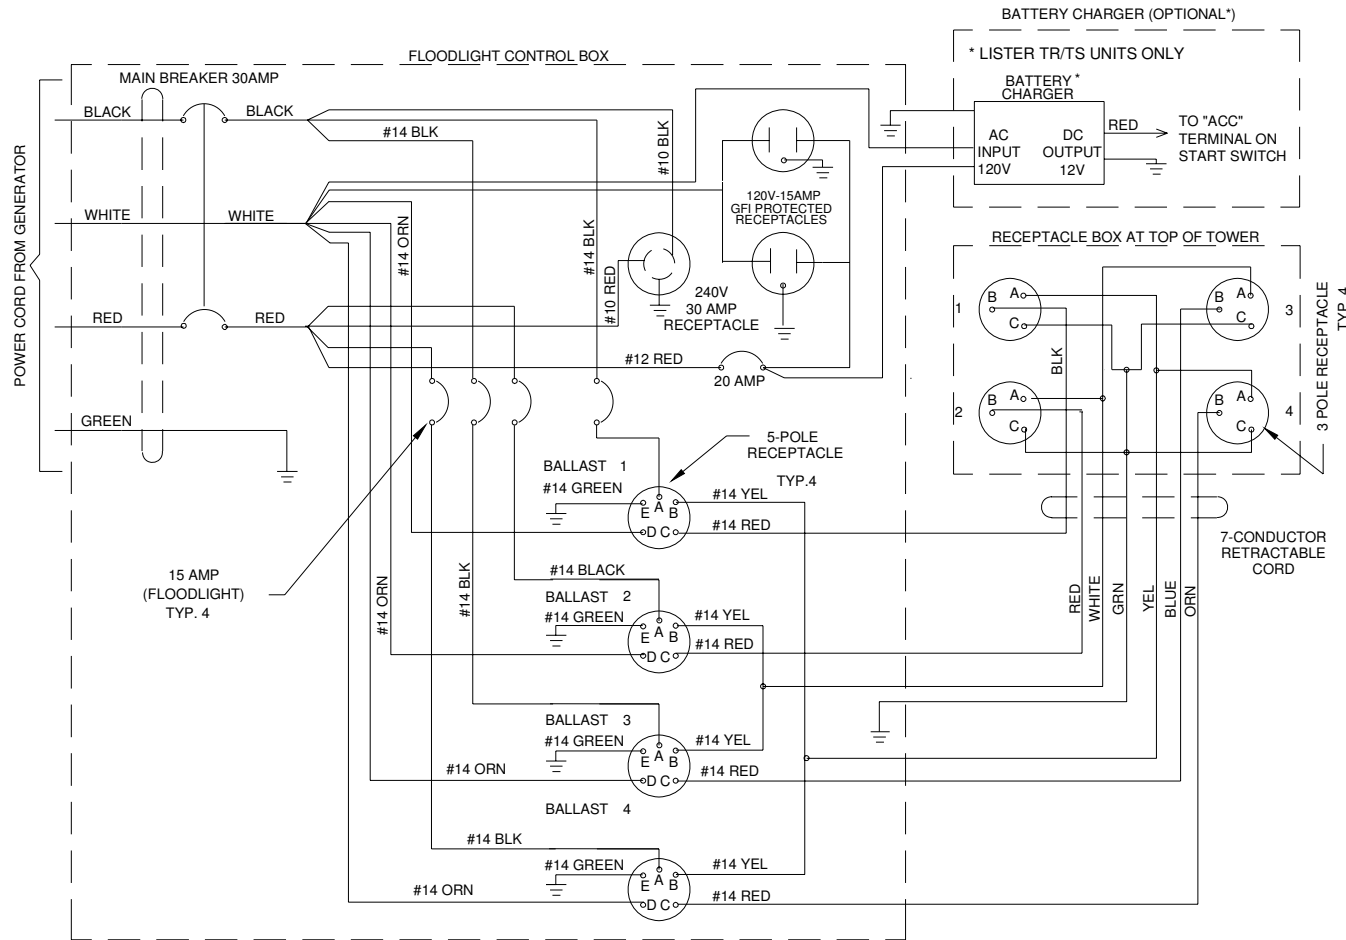 BATTERY CHARGER (OPTIONAL*)
* LISTER TR/TS UNITS ONLY
BATTERY *
CHARGER
AC
INPUT
120V
DC
OUTPUT
12V
RED
TO "ACC"
TERMINAL ON
START SWITCH
FLOODLIGHT CONTROL BOX
MAIN BREAKER 30AMP
POWER CORD FROM GENERATOR
BLACK
BLACK
#14 BLK
#10 BLK
WHITE
WHITE
#14 ORN
#14 BLK
#10 RED
120V-15AMP
GFI PROTECTED
RECEPTACLES
240V
30 AMP
RECEPTACLE
RED
RED
#12 RED
20 AMP
GREEN
RECEPTACLE BOX AT TOP OF TOWER
1
B
A
C
B
A
C
3
BLK
2
B
A
C
B
A
C
4
3 POLE RECEPTACLE
TYP. 4
5-POLE
RECEPTACLE
TYP.4
BALLAST 1
#14 GREEN
E
A
B
D
C
#14 YEL
#14 RED
7-CONDUCTOR
RETRACTABLE
CORD
15 AMP
(FLOODLIGHT)
TYP. 4
#14 ORN
#14 BLK
#14 BLACK
BALLAST 2
#14 GREEN
E
A
B
D
C
#14 YEL
#14 RED
RED
WHITE
GRN
YEL
BLUE
ORN
BALLAST 3
#14 GREEN
E
A
B
D
C
#14 YEL
#14 RED
#14 ORN
BALLAST 4
#14 BLK
#14 GREEN
E
A
B
D
C
#14 YEL
#14 RED
#14 ORN